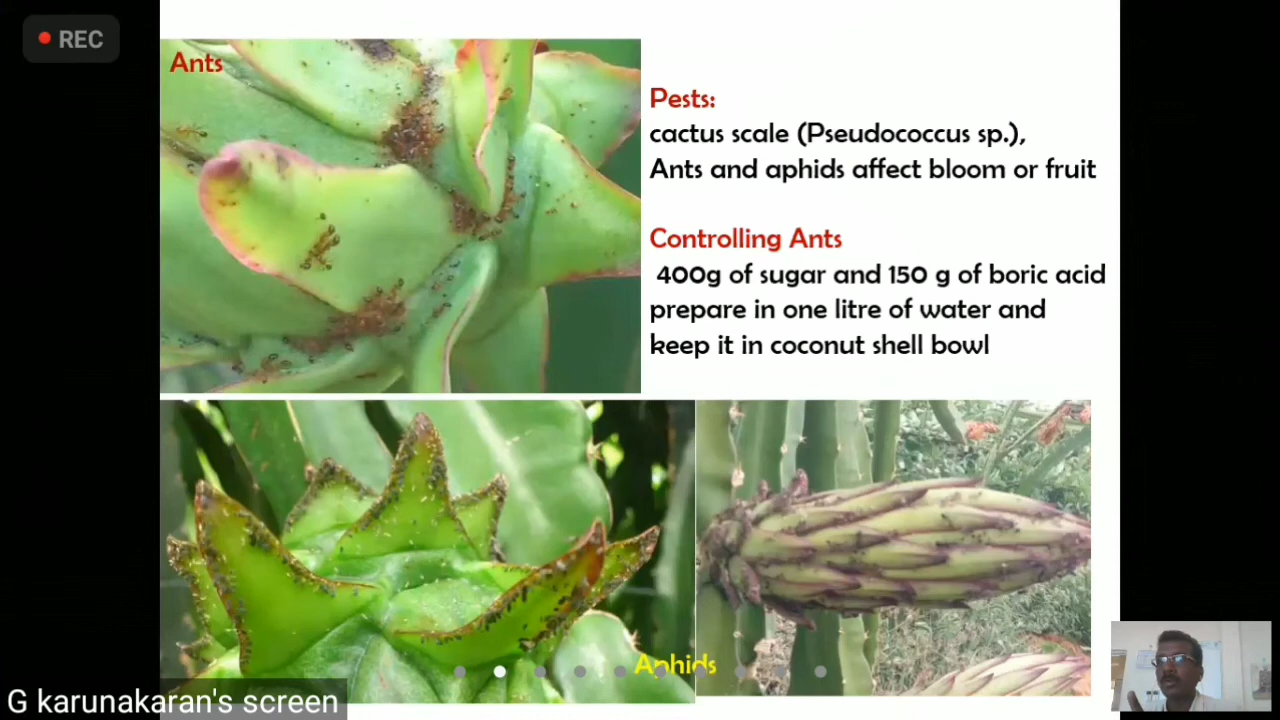 REC
Ants
Pests:
cactus scale (Pseudococcus sp.),
Ants and aphids affect bloom or fruit
Controlling Ants
400g of sugar and 150 g of boric acid
prepare in one litre of water and
keep it in coconut shell bowl
Aphids
G karunakaran's screen